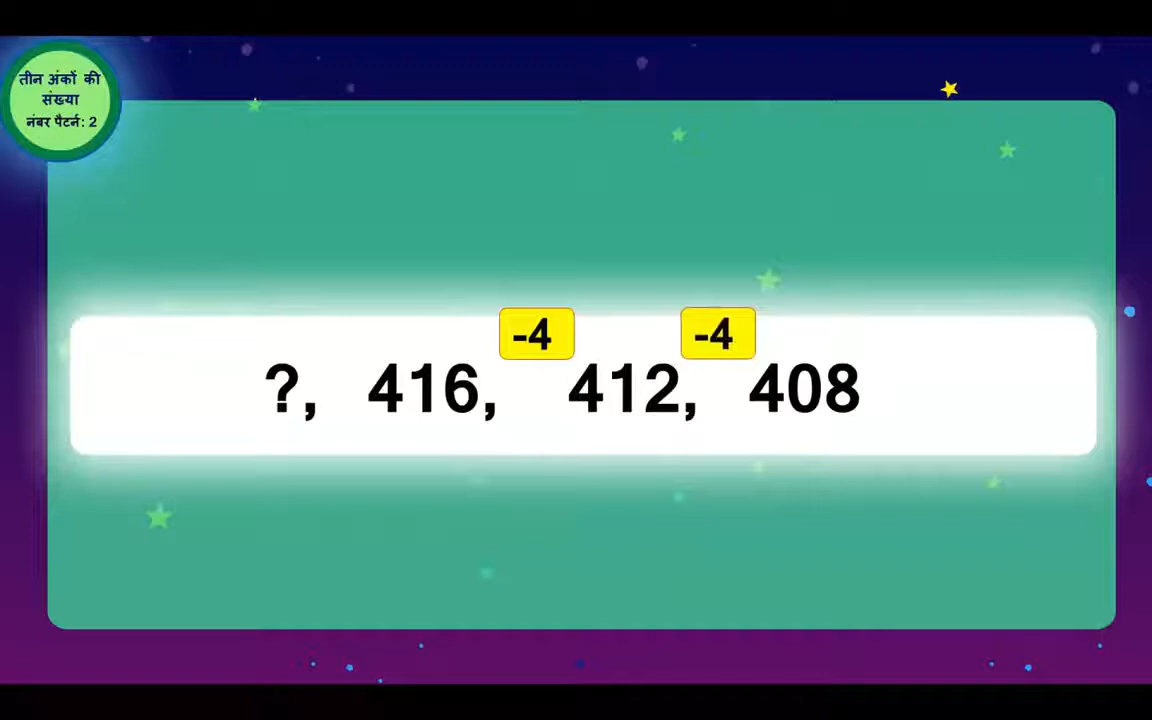 तीन अंकों की
संख्या
नंबर पैटर्न: 2
-4 -4
?, 416, 412, 408